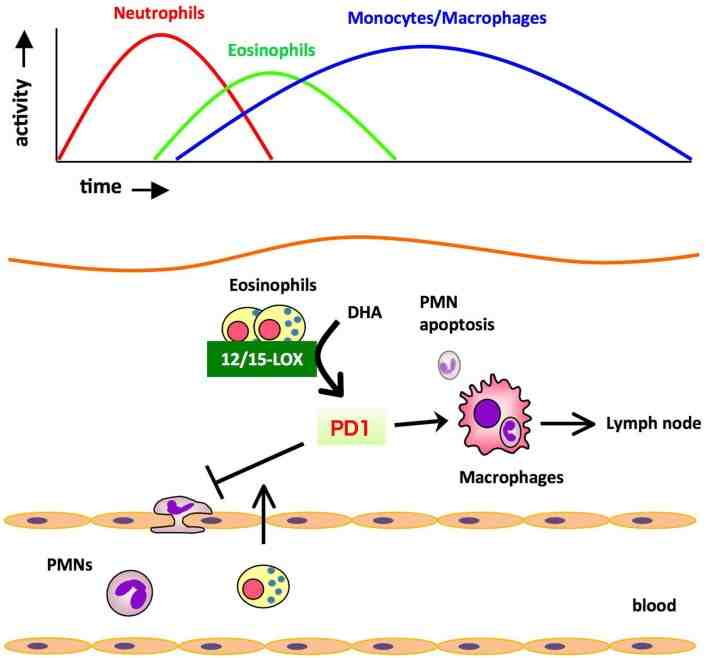 Neutrophils
Eosinophils
Monocytes/Macrophages
activity
time
Eosinophils
DHA
PMN
apoptosis
12/15-LOX
PD1
Lymph node
Macrophages
PMNs
blood